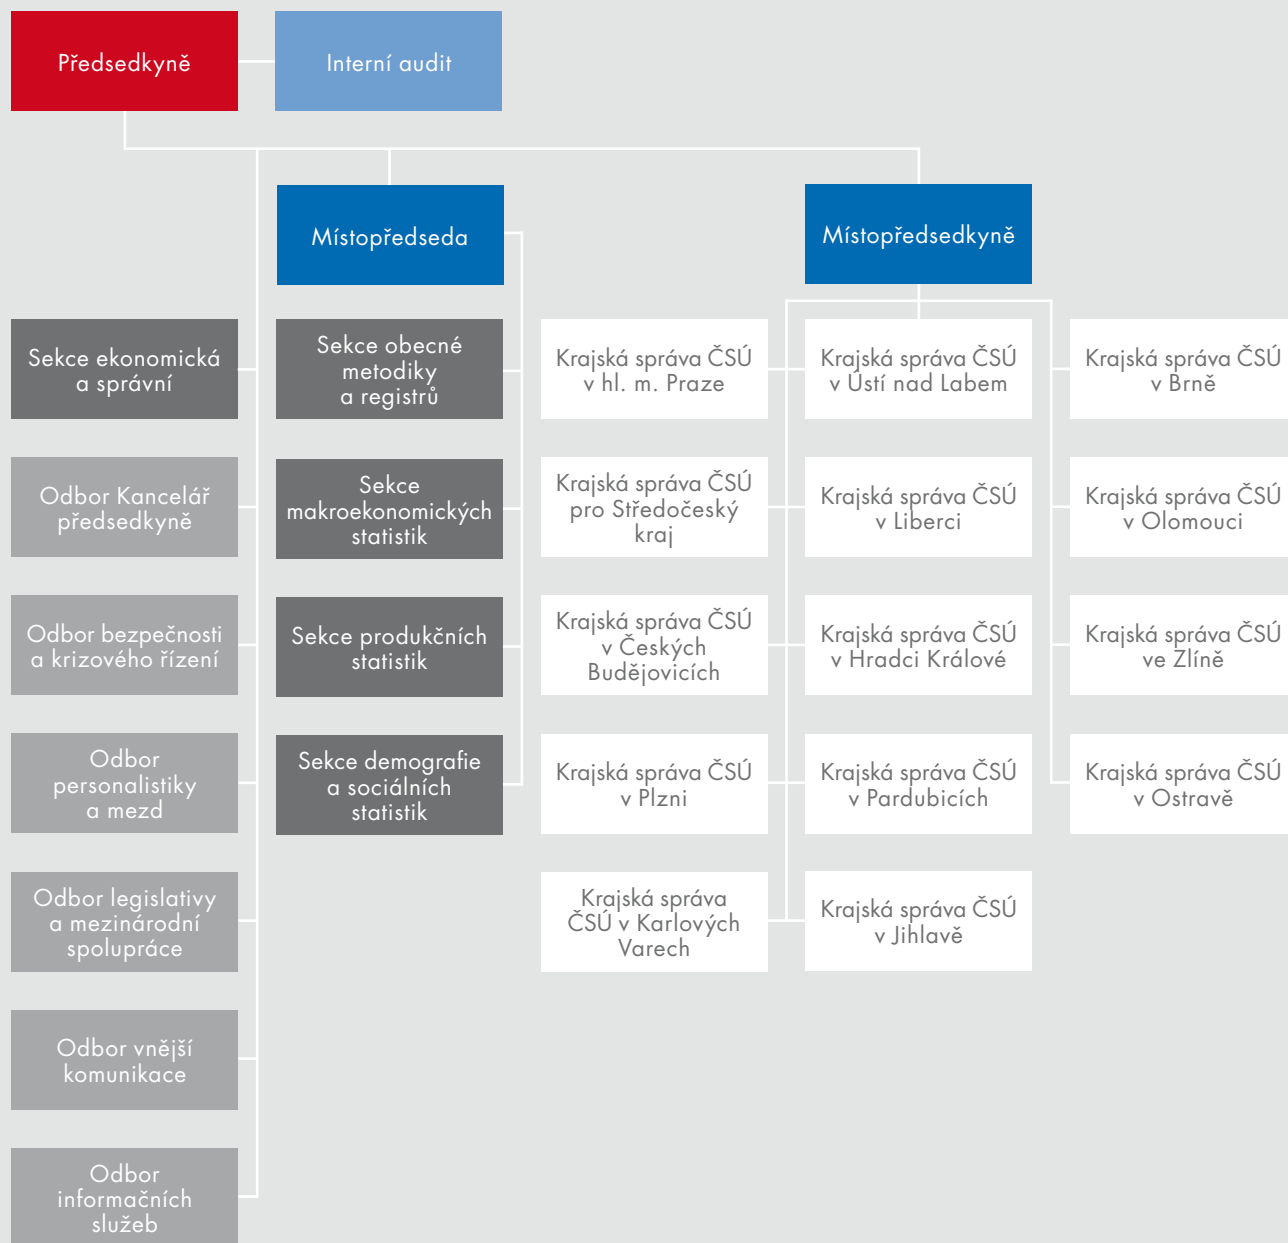 Předsedkyně
Interní audit
Místopředseda
Místopředsedkyně
Sekce ekonomická
a správní
Odbor Kancelář
předsedkyně
Odbor bezpečnosti
a krizového řízení
Odbor
personalistiky
a mezd
Odbor legislativy
a mezinárodní
spolupráce
Odbor vnější
komunikace
Odbor
informačních
služeb
Sekce obecné
metodiky
a registrů
Sekce
makroekonomických
statistik
Sekce produkčních
statistik
Sekce demografie
a sociálních
statistik
Krajská správa ČSÚ
v hl. m. Praze
Krajská správa ČSÚ
pro Středočeský
kraj
Krajská správa ČSÚ
v Českých
Budějovicích
Krajská správa ČSÚ
v Plzni
Krajská správa
ČSÚ v Karlových
Varech
Krajská správa ČSÚ
v Ústí nad Labem
Krajská správa ČSÚ
v Liberci
Krajská správa ČSÚ
v Hradci Králové
Krajská správa ČSÚ
v Pardubicích
Krajská správa ČSÚ
v Jihlavě
Krajská správa ČSÚ
v Brně
Krajská správa ČSÚ
v Olomouci
Krajská správa ČSÚ
ve Zlíně
Krajská správa ČSÚ
v Ostravě